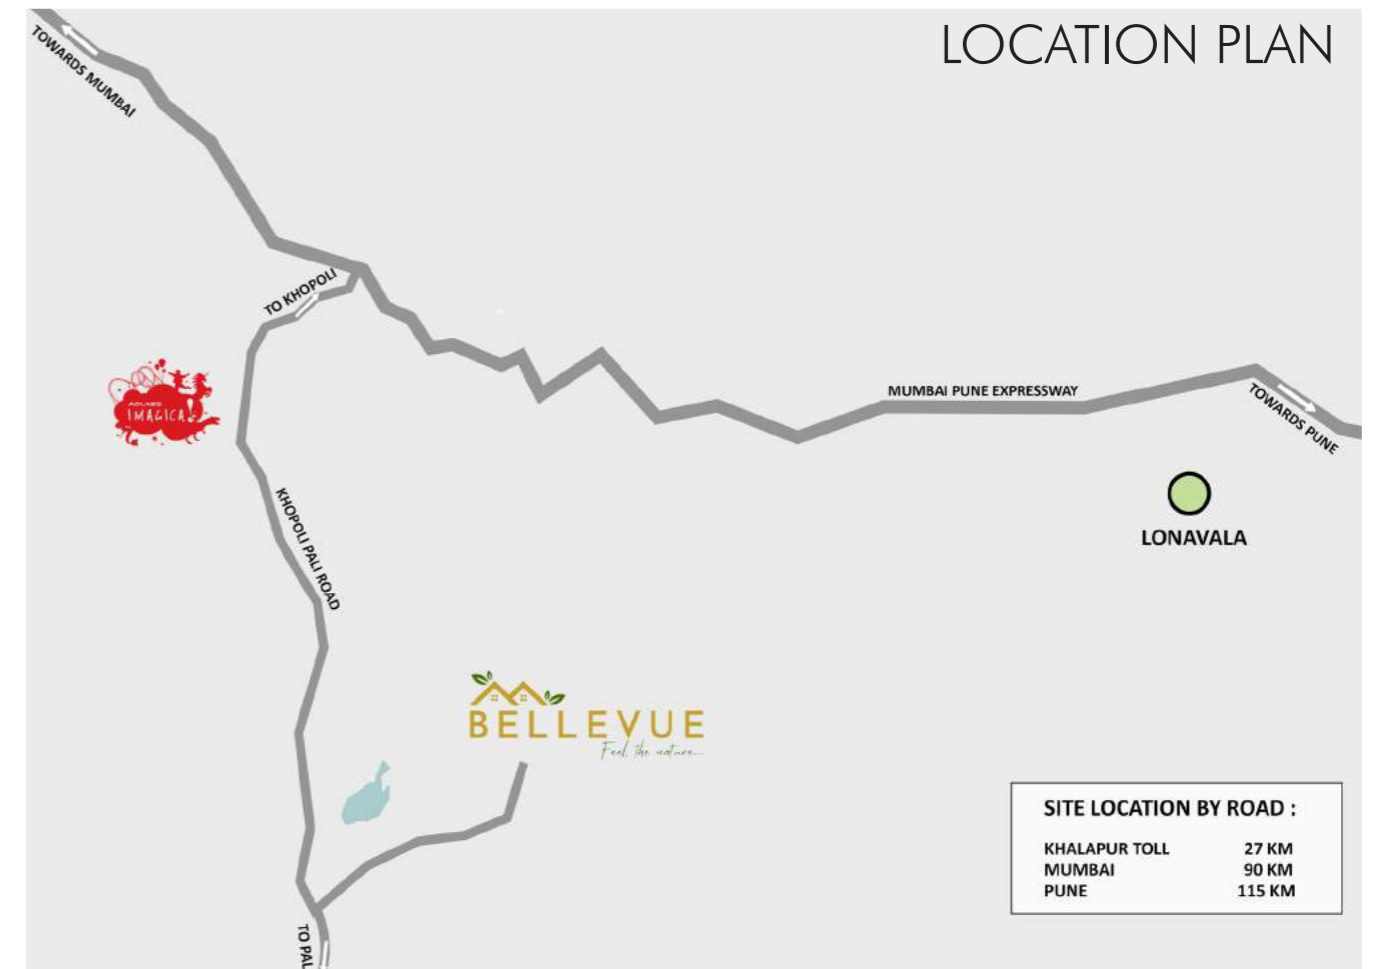 LOCATION PLAN
TOWARDS MUMBAI
TO KHOPOLI
MUMBAI PUNE EXPRESSWAY
TOWARDS PUNE
ADLABS
IMAGICA!
LONAVALA
KHOPOLI PALI ROAD
BELLEVUE
Feel the nature...
SITE LOCATION BY ROAD :
KHALAPUR TOLL 27 KM
MUMBAI 90 KM
PUNE 115 KM
TO PAL